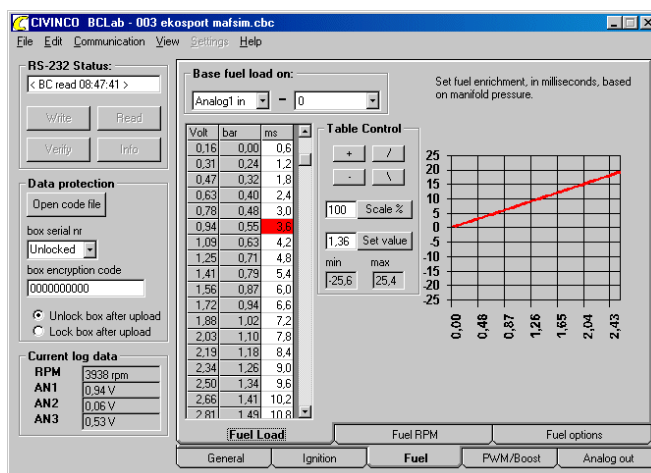 CIVINCO BCLab - 003 ekosport mafsim.cbc
File Edit Communication View Settings Help
RS-232 Status:
< BC read 08:47:41 >
Write Read
Verify Info
Data protection
Open code file
box serial nr
Unlocked
box encryption code
0000000000
Unlock box after upload
Lock box after upload
Current log data
RPM 3938 rpm
AN1 0,94 V
AN2 0,06 V
AN3 0,53 V
Base fuel load on:
Analog1 in - 0
Set fuel enrichment, in milliseconds, based
on manifold pressure.
Volt bar ms
0,16 0,00 0,6
0,31 0,24 1,2
0,47 0,32 1,8
0,63 0,40 2,4
0,78 0,48 3,0
0,94 0,55 3,6
1,09 0,63 4,2
1,25 0,71 4,8
1,41 0,79 5,4
1,56 0,87 6,0
1,72 0,94 6,6
1,88 1,02 7,2
2,03 1,10 7,8
2,19 1,18 8,4
2,34 1,26 9,0
2,50 1,34 9,6
2,66 1,41 10,2
2,81 1,49 10,8
Table Control
+ /
- \
100 Scale %
1,36 Set value
min max
-25,6 25,4
25
20
15
10
5
0
-5
-10
-15
-20
-25
0,00 0,48 0,87 1,26 1,65 2,04 2,43
Fuel Load Fuel RPM Fuel options
General Ignition Fuel PWM/Boost Analog out